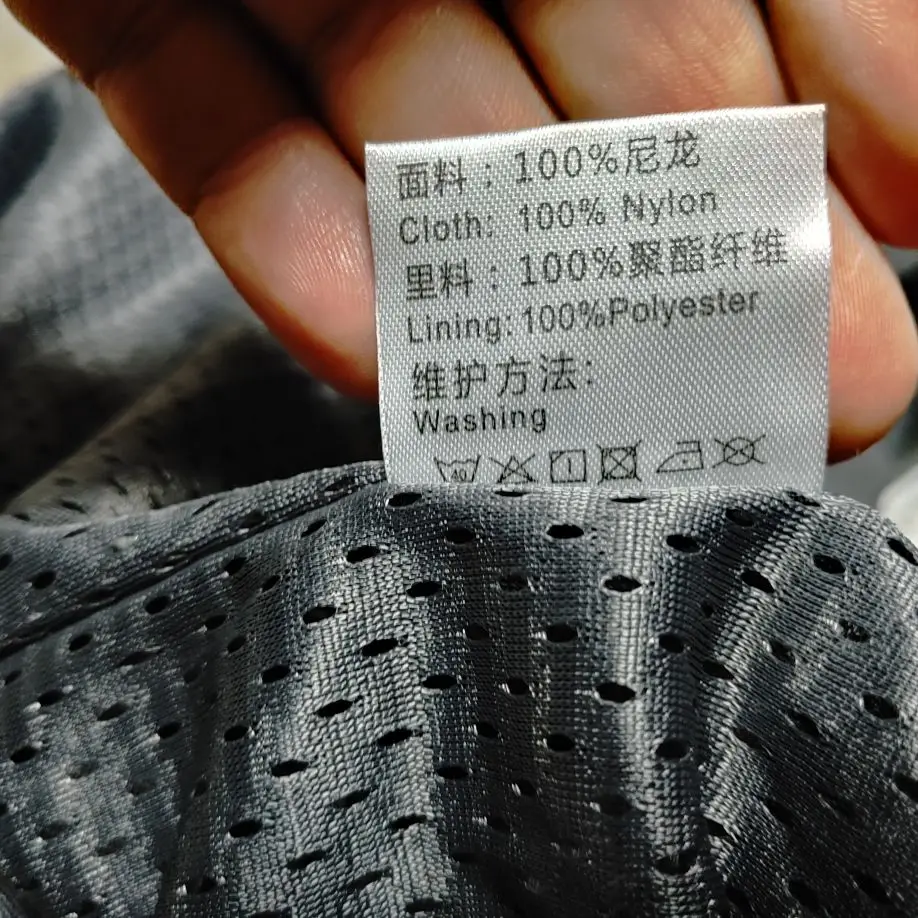 面料：100%尼龙
Cloth: 100% Nylon
里料：100%聚酯纤维
Lining:100%Polyester
维护方法:
Washing
40